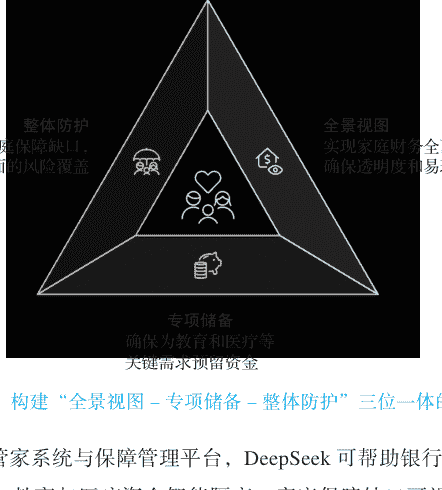 整体防护
庭保障缺口，
面的风险覆盖
全景视图
实现家庭财务全
确保透明度和易
$
专项储备
确保为教育和医疗等
关键需求预留资金
构建“全景视图 – 专项储备 – 整体防护”三位一体的
管家系统与保障管理平台，DeepSeek 可帮助银行